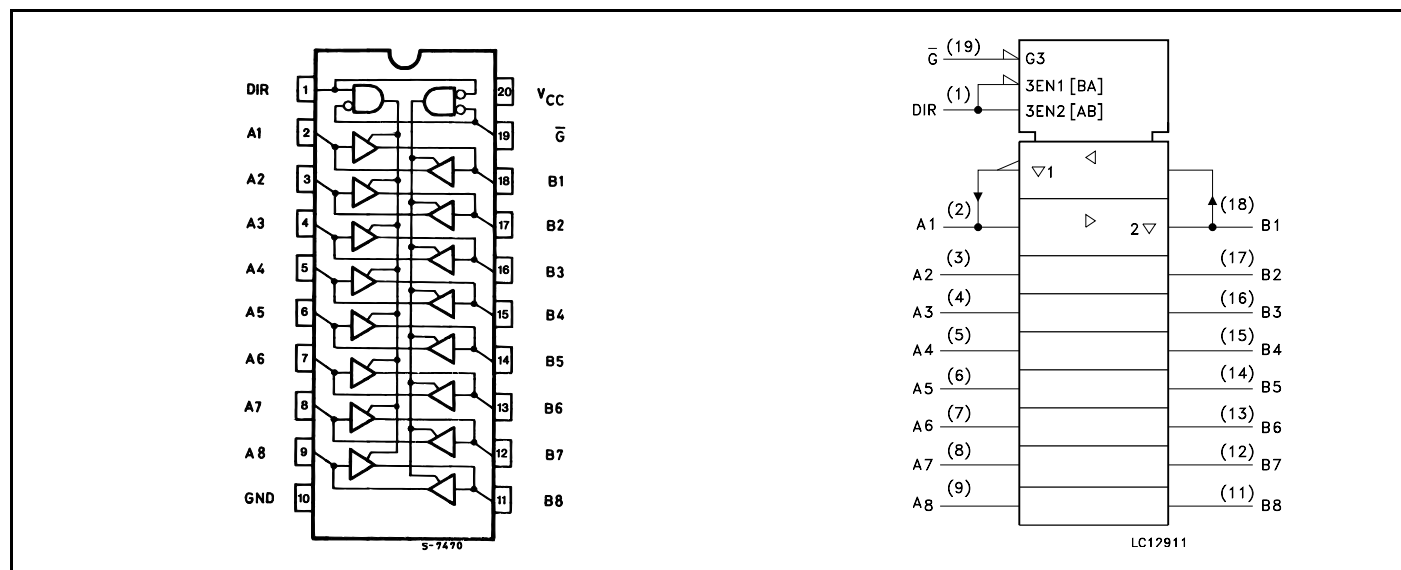 DIR 1 20 VCC
A1 2 19 G̅
A2 3 18 B1
A3 4 17 B2
A4 5 16 B3
A5 6 15 B4
A6 7 14 B5
A7 8 13 B6
A8 9 12 B7
GND 10 11 B8
S-7470
G̅ (19) G3
3EN1 [BA]
DIR (1) 3EN2 [AB]
▽1 ◁
A1 (2) ▷ 2▽ (18) B1
A2 (3) (17) B2
A3 (4) (16) B3
A4 (5) (15) B4
A5 (6) (14) B5
A6 (7) (13) B6
A7 (8) (12) B7
A8 (9) (11) B8
LC12911